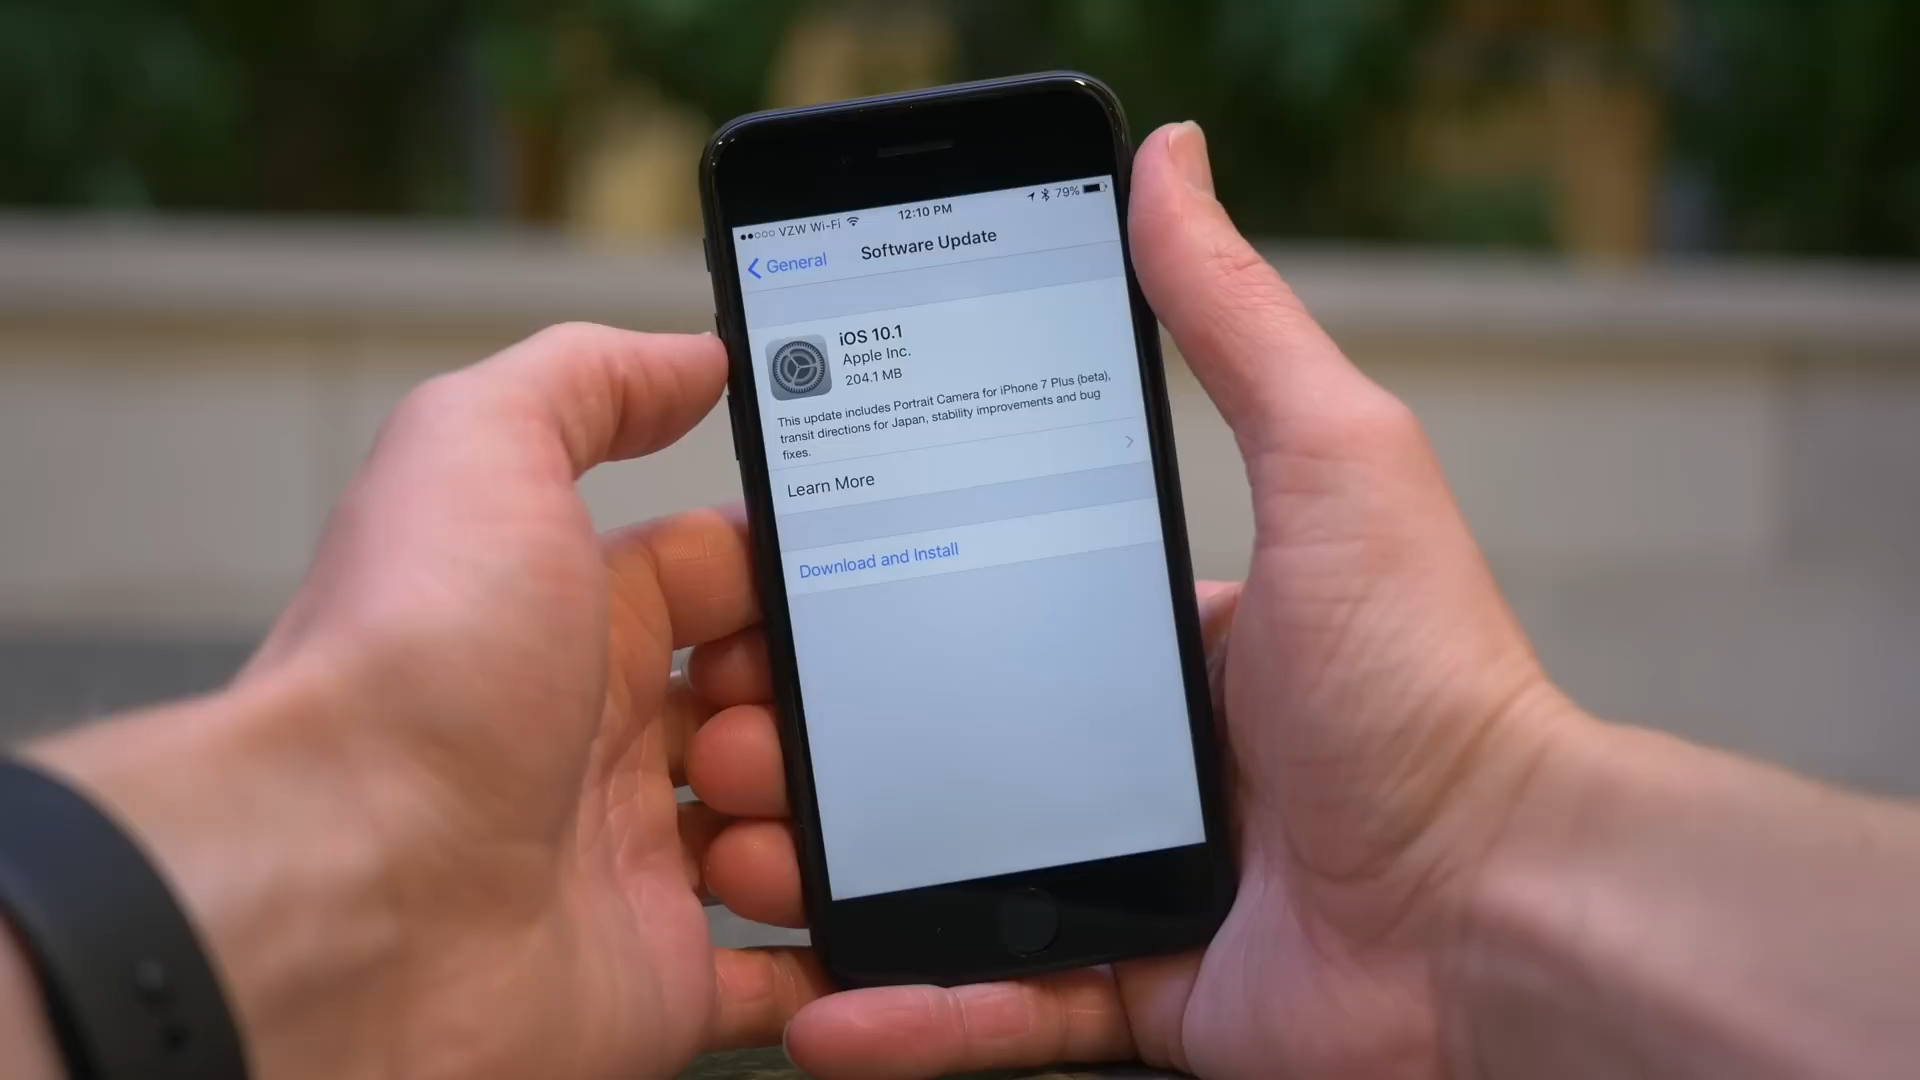 VZW Wi-Fi 12:10 PM 79%
General Software Update
iOS 10.1
Apple Inc.
204.1 MB
This update includes Portrait Camera for iPhone 7 Plus (beta),
transit directions for Japan, stability improvements and bug
fixes.
Learn More
Download and Install